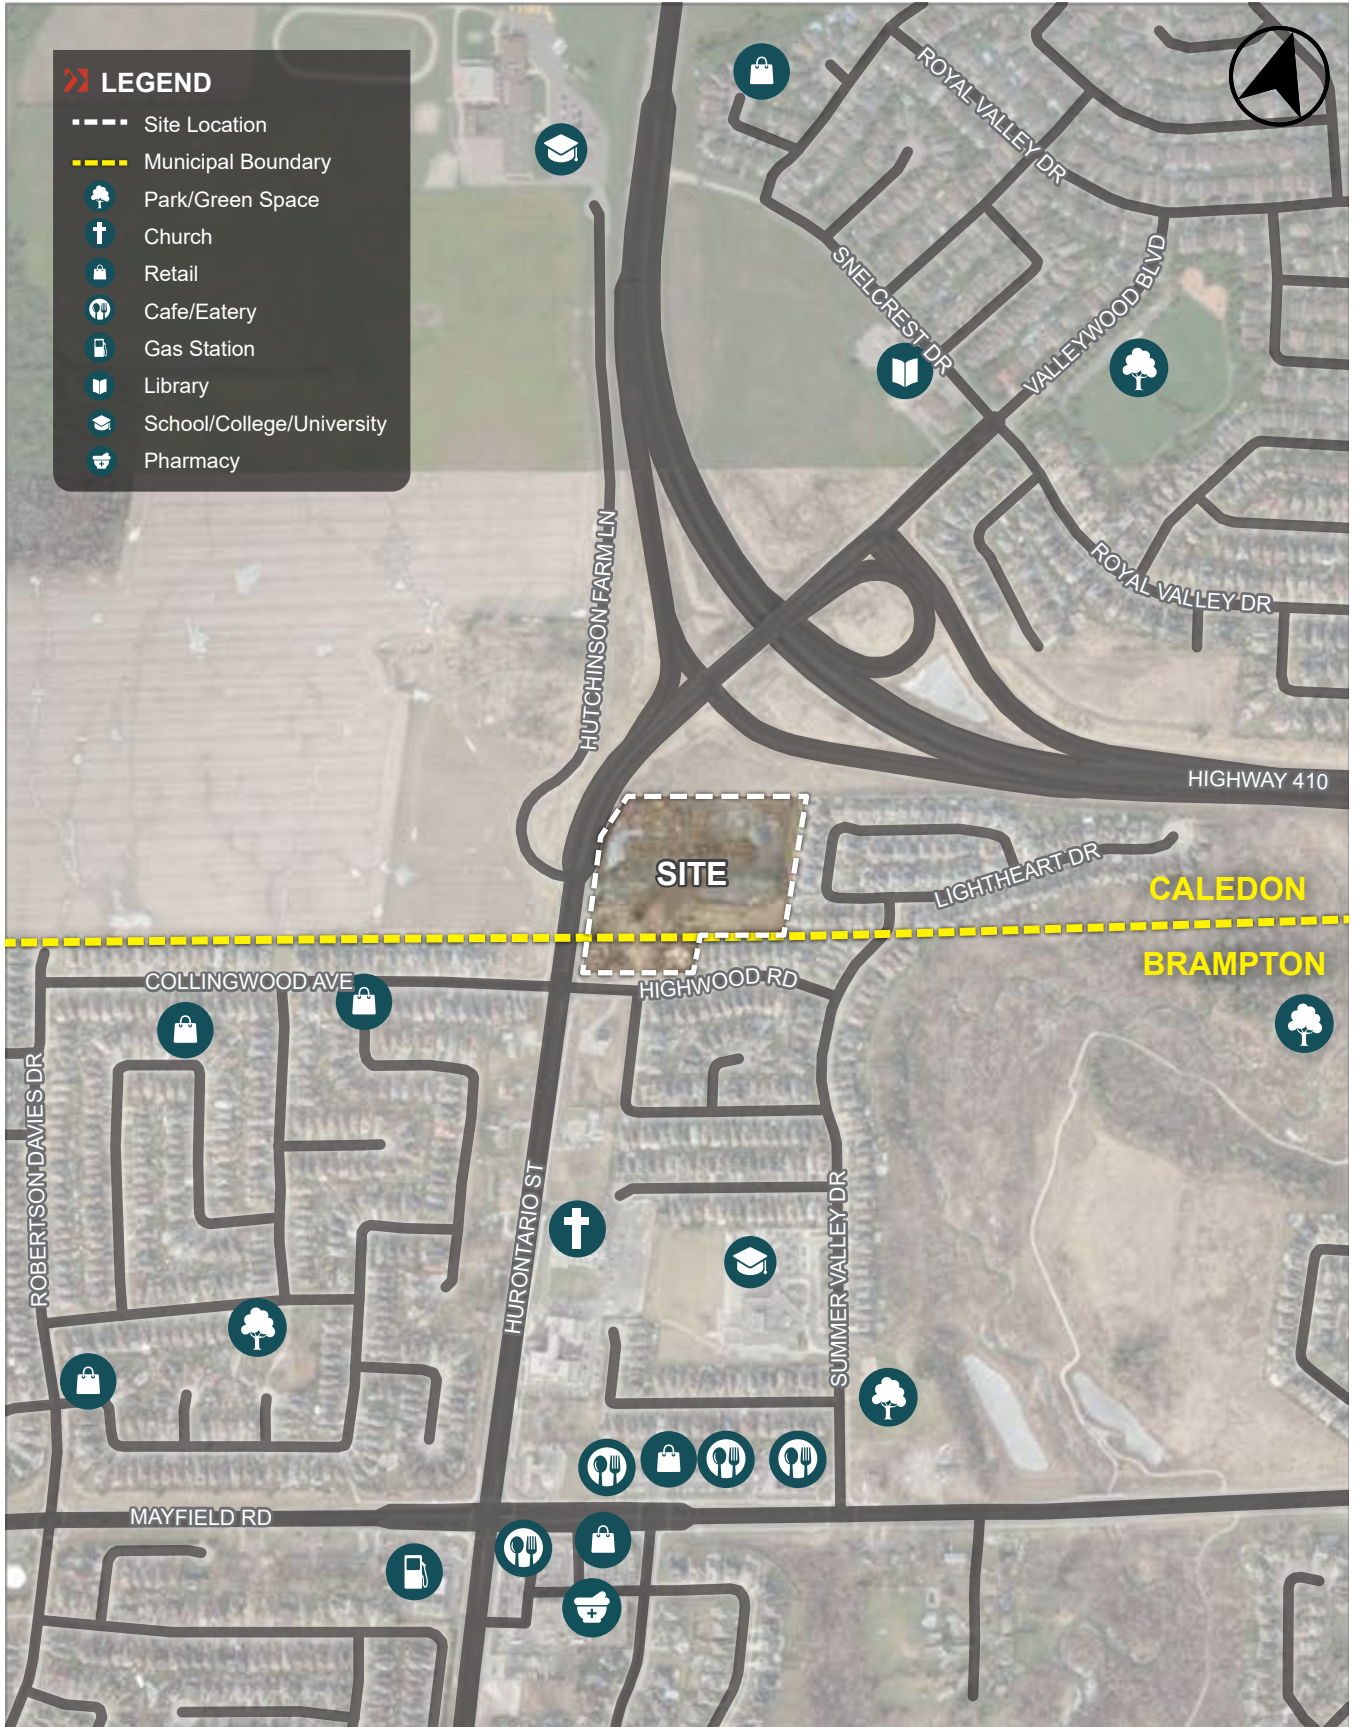 LEGEND
Site Location
Municipal Boundary
Park/Green Space
Church
Retail
Cafe/Eatery
Gas Station
Library
School/College/University
Pharmacy
ROYAL VALLEY DR
SNELCREST DR
VALLEYWOOD BLVD
ROYAL VALLEY DR
HUTCHINSON FARM LN
HIGHWAY 410
SITE
LIGHTHEART DR
CALEDON
BRAMPTON
COLLINGWOOD AVE
HIGHWOOD RD
ROBERTSON DAVIES DR
HURONTARIO ST
SUMMER VALLEY DR
MAYFIELD RD